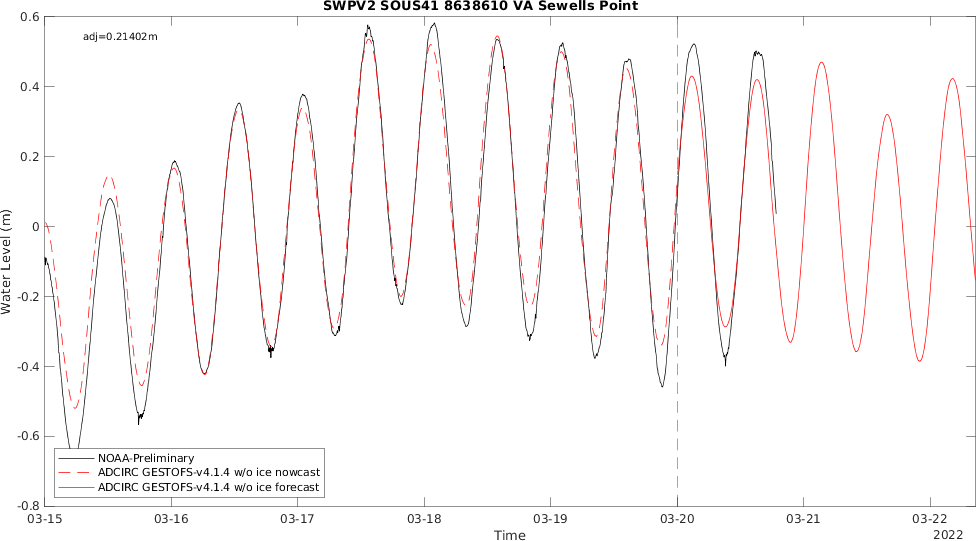 SWPV2 SOUS41 8638610 VA Sewells Point
adj=0.21402m
0.6
0.4
0.2
0
-0.2
-0.4
-0.6
-0.8
Water Level (m)
NOAA-Preliminary
ADCIRC GESTOFS-v4.1.4 w/o ice nowcast
ADCIRC GESTOFS-v4.1.4 w/o ice forecast
03-15 03-16 03-17 03-18 03-19 03-20 03-21 03-22
Time
2022